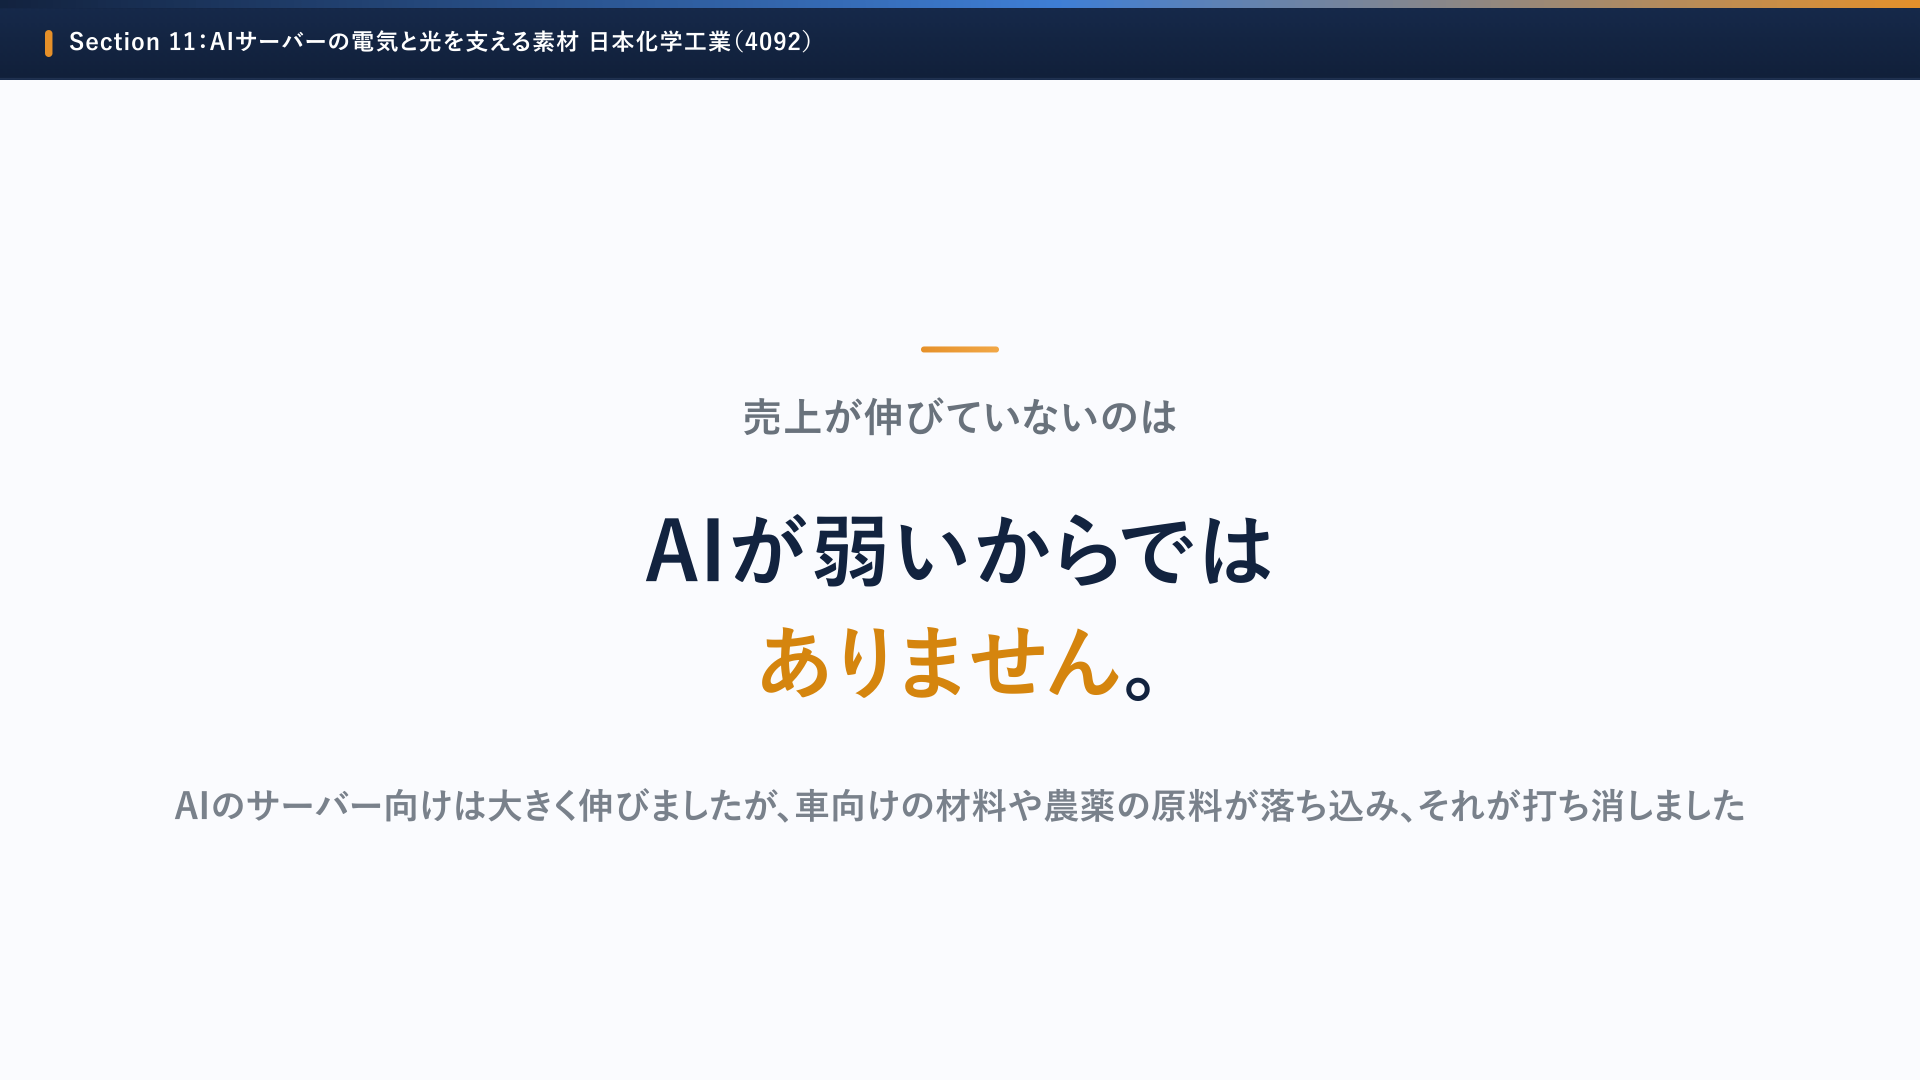 Section 11：AIサーバーの電気と光を支える素材 日本化学工業（4092）
売上が伸びていないのは
AIが弱いからでは
ありません。
AIのサーバー向けは大きく伸びましたが、車向けの材料や農薬の原料が落ち込み、それが打ち消しました